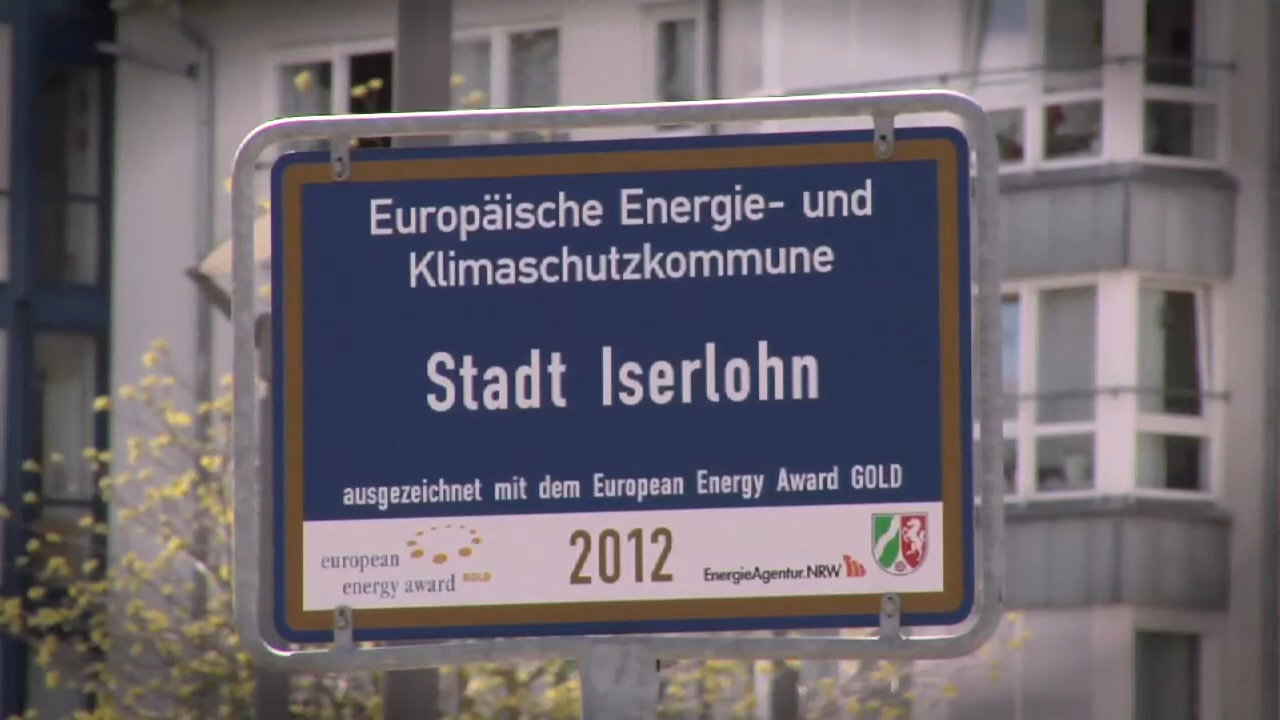 Europäische Energie- und
Klimaschutzkommune
Stadt Iserlohn
ausgezeichnet mit dem European Energy Award GOLD
european
energy award GOLD
2012
EnergieAgentur.NRW